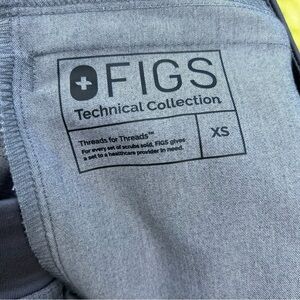 FIGS
Technical Collection.
Threads for Threads™
For every set of scrubs sold, FIGS gives
a set to a healthcare provider in need.
XS